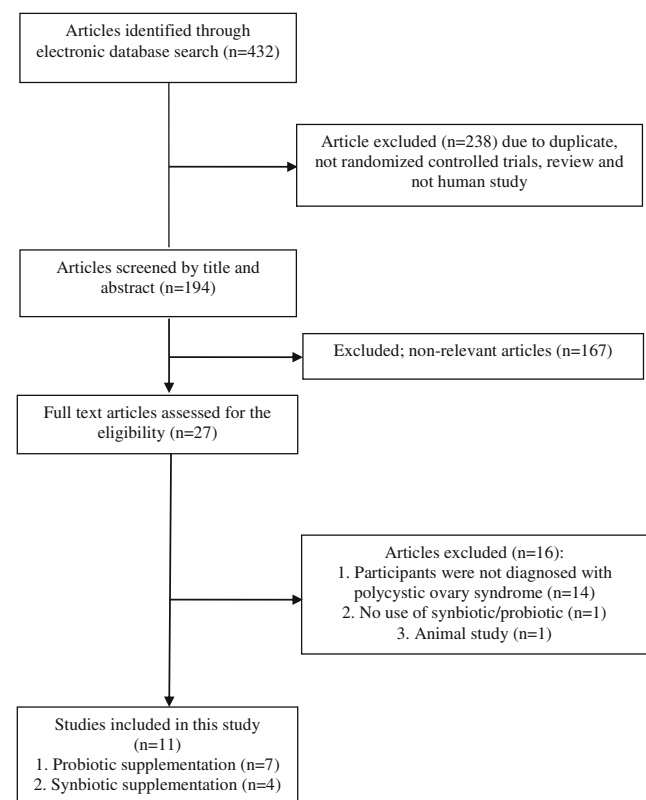 Articles identified through
electronic database search (n=432)
Article excluded (n=238) due to duplicate,
not randomized controlled trials, review and
not human study
Articles screened by title and
abstract (n=194)
Excluded; non-relevant articles (n=167)
Full text articles assessed for the
eligibility (n=27)
Articles excluded (n=16):
1. Participants were not diagnosed with
polycystic ovary syndrome (n=14)
2. No use of synbiotic/probiotic (n=1)
3. Animal study (n=1)
Studies included in this study
(n=11)
1. Probiotic supplementation (n=7)
2. Synbiotic supplementation (n=4)